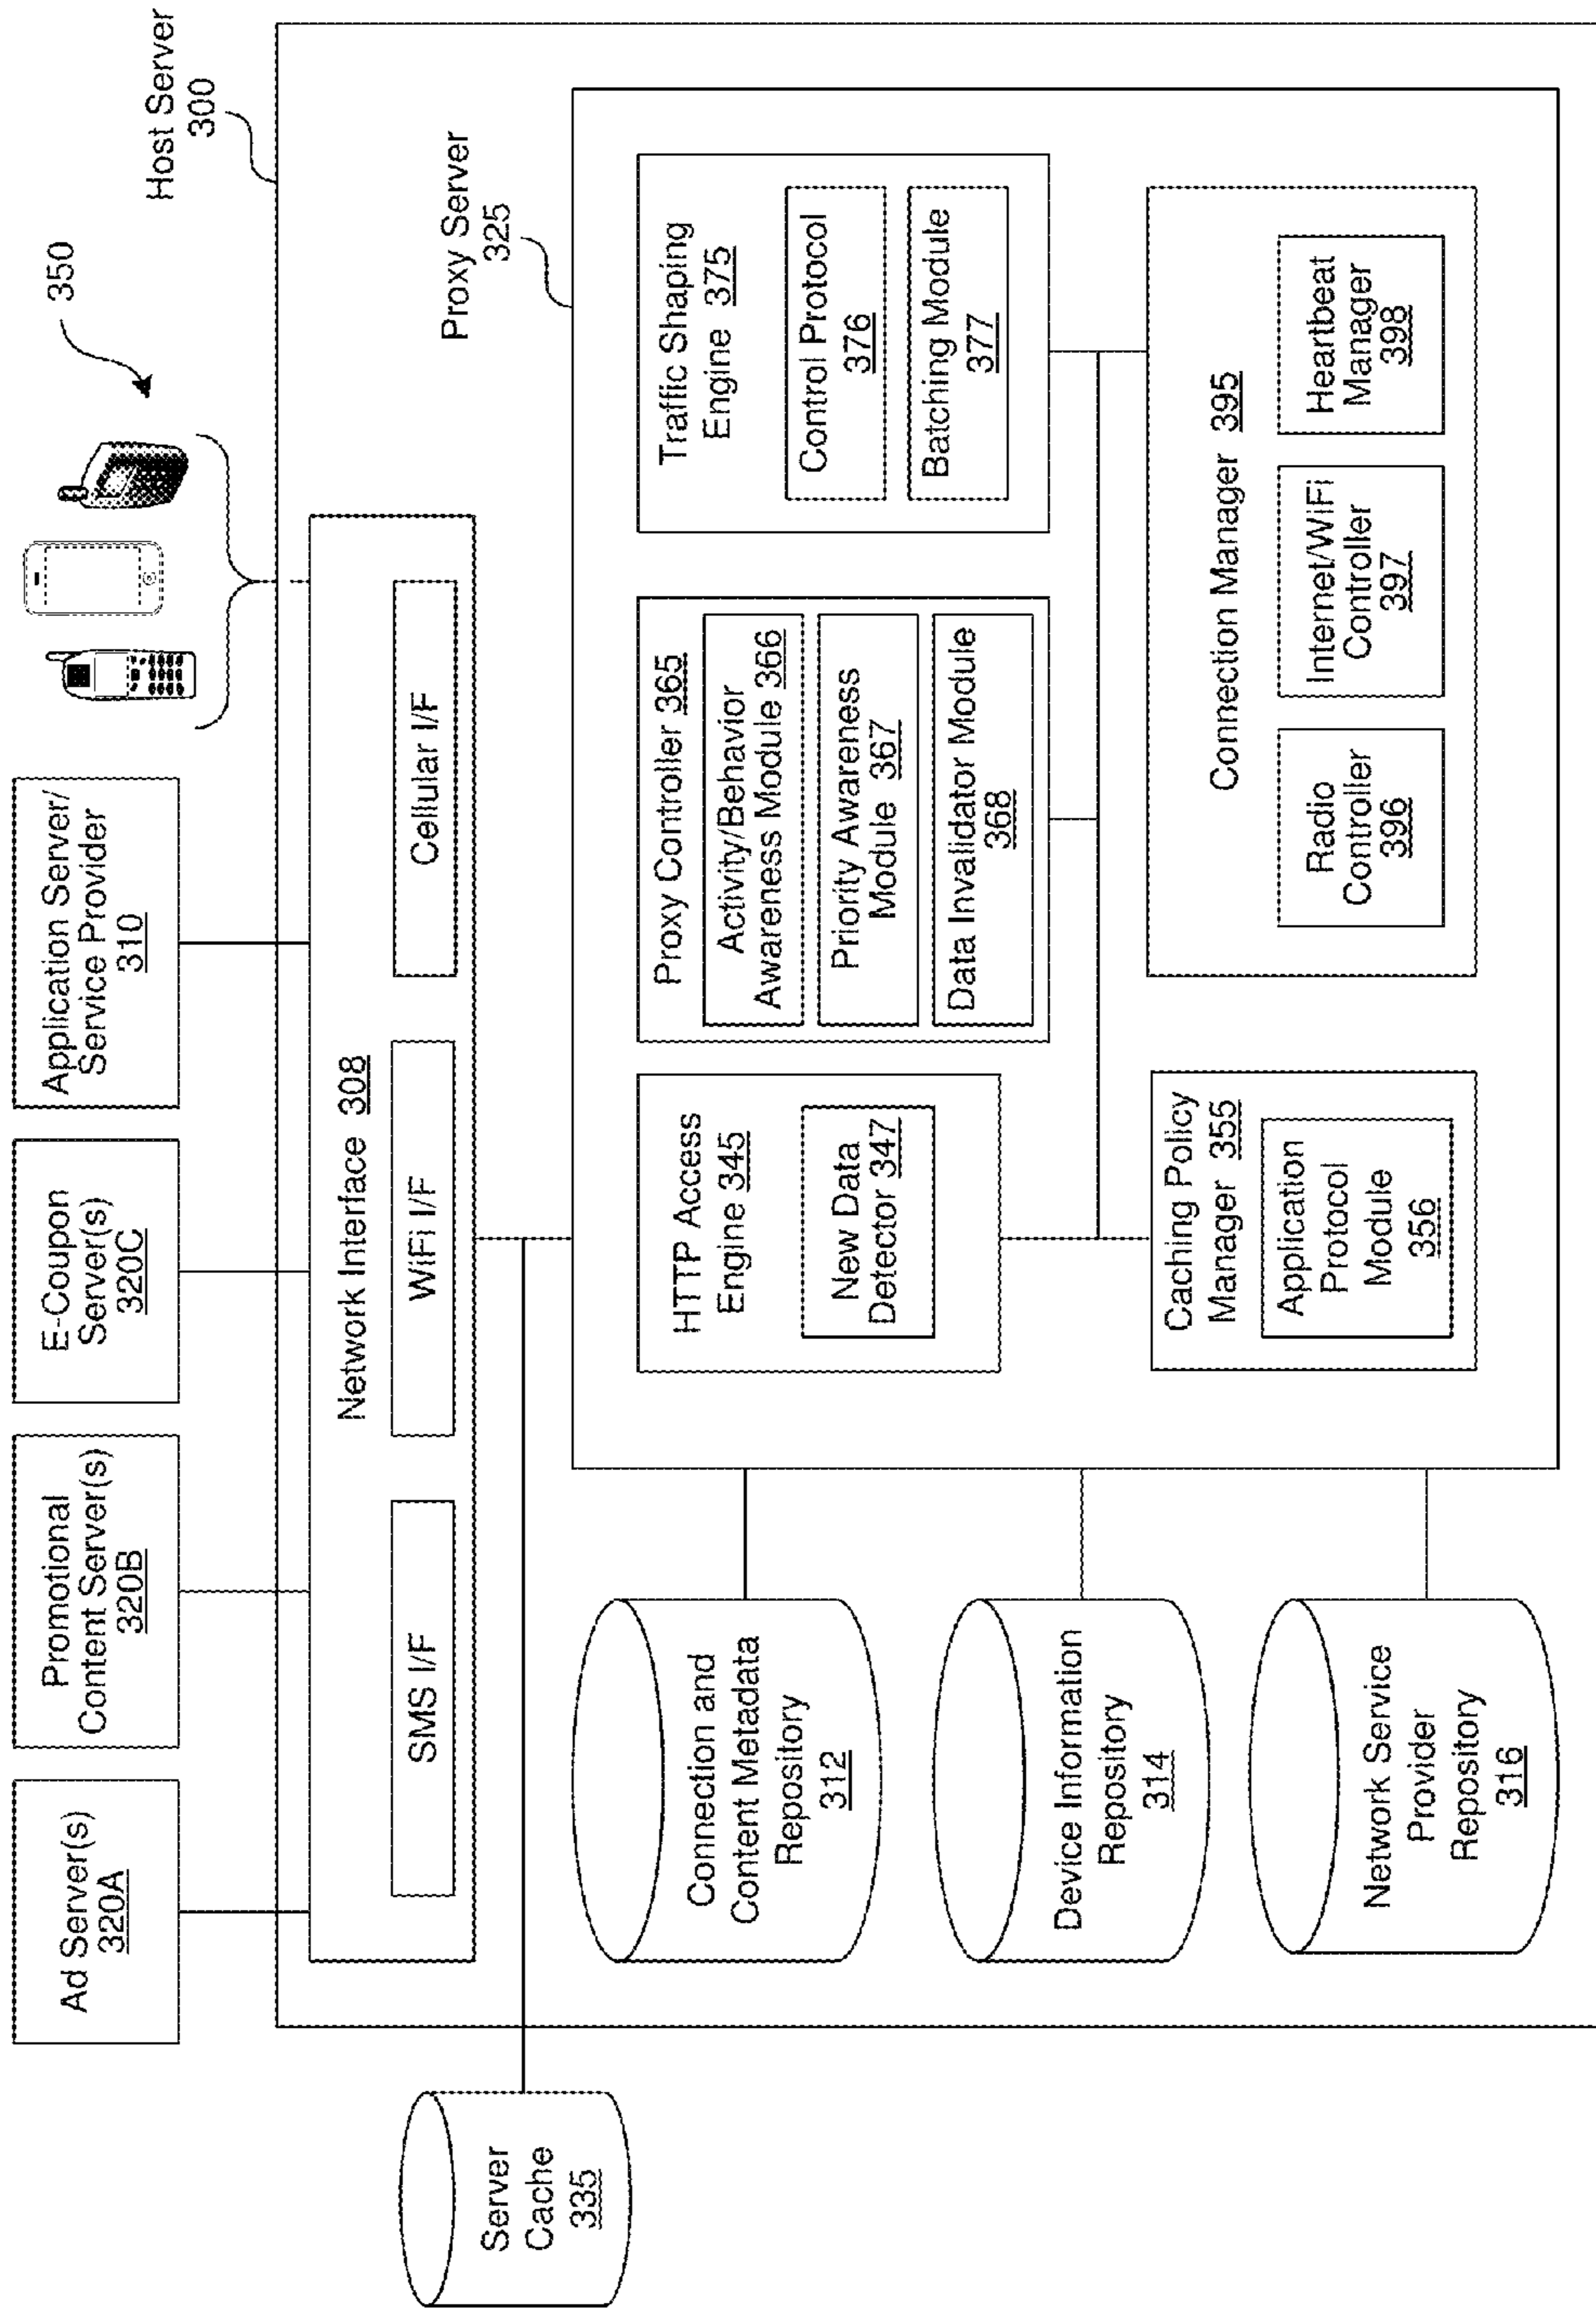 Ad Server(s)
320A
Promotional
Content Server(s)
320B
E-Coupon
Server(s)
320C
Application Server/
Service Provider
310
350
Host Server
300
Network Interface 308
SMS I/F
WiFi I/F
Cellular I/F
Server
Cache
335
Proxy Server
325
Connection and
Content Metadata
Repository
312
Device Information
Repository
314
Network Service
Provider
Repository
316
HTTP Access
Engine 345
New Data
Detector 347
Proxy Controller 365
Activity/Behavior
Awareness Module 366
Priority Awareness
Module 367
Data Invalidator Module
368
Traffic Shaping
Engine 375
Control Protocol
376
Batching Module
377
Caching Policy
Manager 355
Application
Protocol
Module
356
Connection Manager 395
Radio
Controller
396
Internet/WiFi
Controller
397
Heartbeat
Manager
398